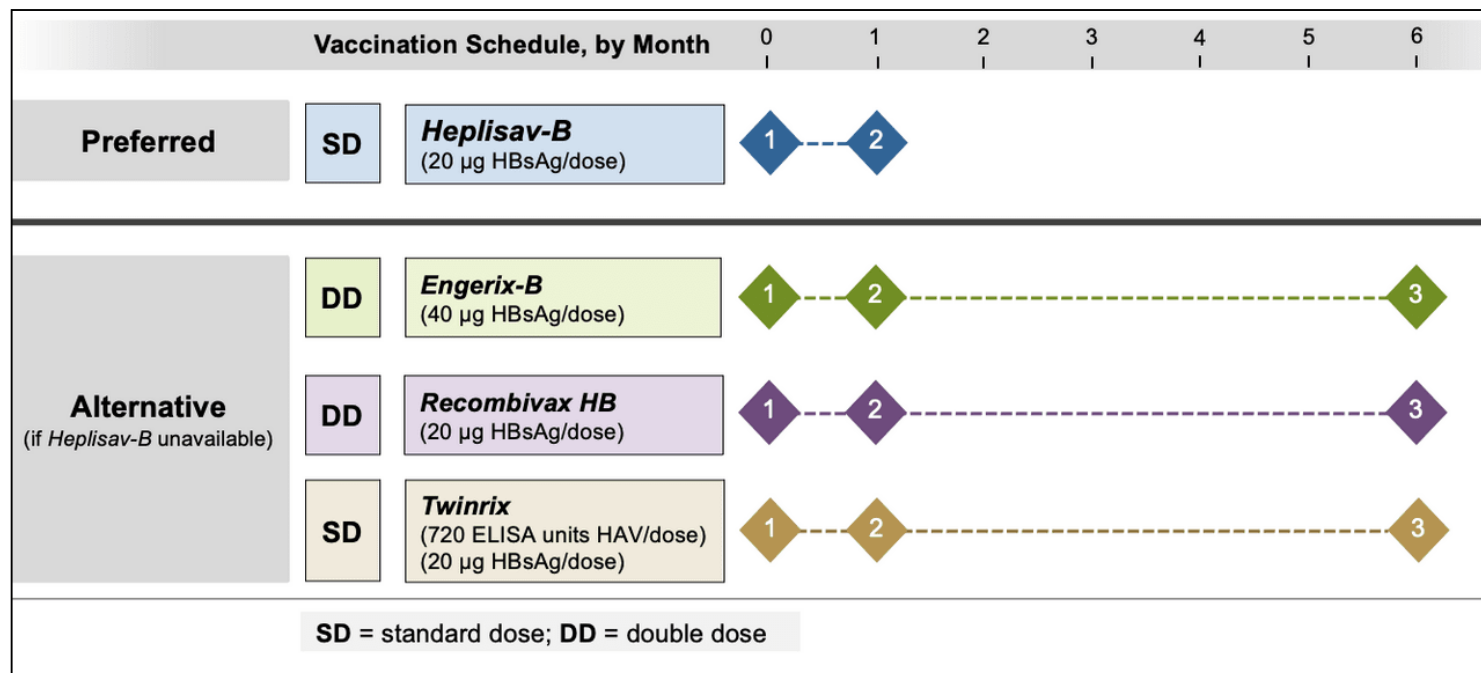 Vaccination Schedule, by Month 0 1 2 3 4 5 6
Preferred
SD
Heplisav-B
(20 µg HBsAg/dose)
1 2
Alternative
(if Heplisav-B unavailable)
DD
Engerix-B
(40 µg HBsAg/dose)
1 2 3
DD
Recombivax HB
(20 µg HBsAg/dose)
1 2 3
SD
Twinrix
(720 ELISA units HAV/dose)
(20 µg HBsAg/dose)
1 2 3
SD = standard dose; DD = double dose